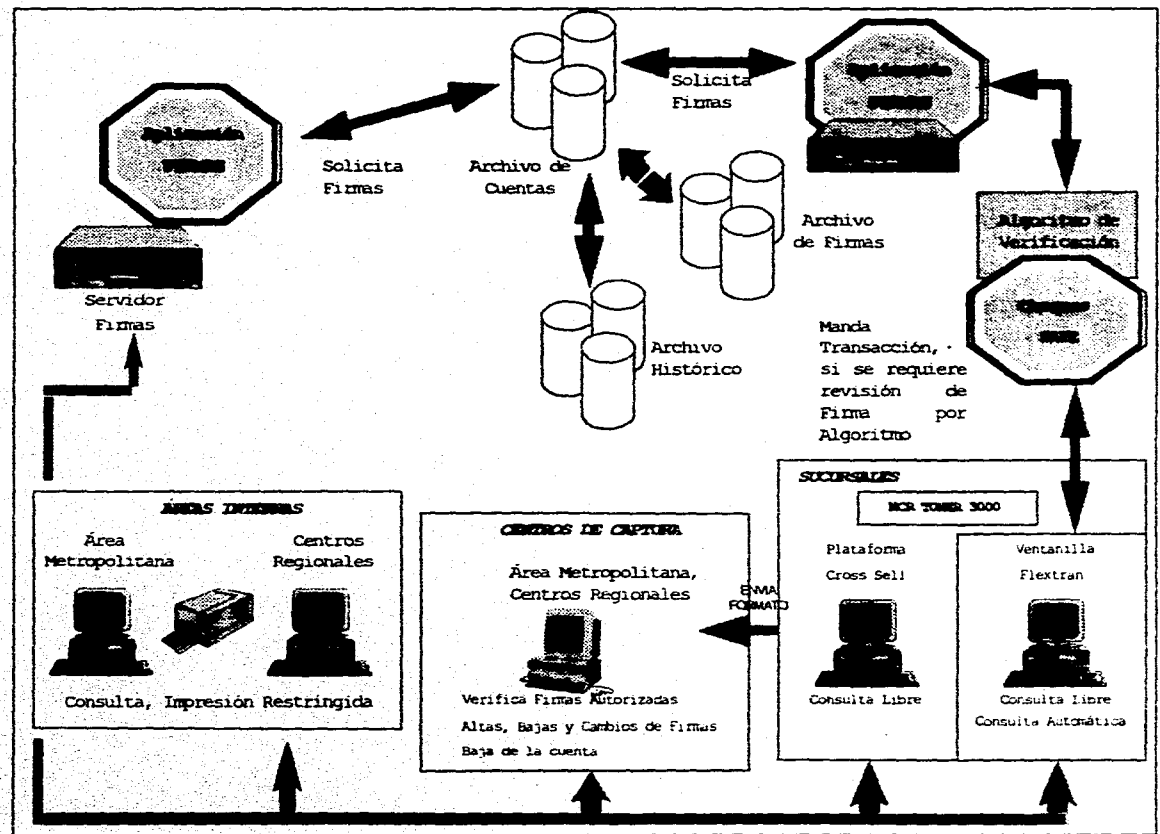 Solicita
Firmas
Aplicación
Solicita
Firmas
Archivo de
Cuentas
Archivo
de Firmas
Algoritmo de
Verificación
Servidor
Firmas
Archivo
Histórico
Manda
Transacción,
si se requiere
revisión de
Firma por
Algoritmo
SUCURSALES
NCR TOWER 3000
ÁREAS INTERNAS
Área
Metropolitana
Centros
Regionales
Consulta, Impresión Restringida
CENTROS DE CAPTURA
Área Metropolitana,
Centros Regionales
Verifica Firmas Autorizadas
Altas, Bajas y Cambios de Firmas
Baja de la cuenta
ENVIA
FORMATO
Plataforma
Cross Sell
Consulta Libre
Ventanilla
Flextran
Consulta Libre
Consulta Automática